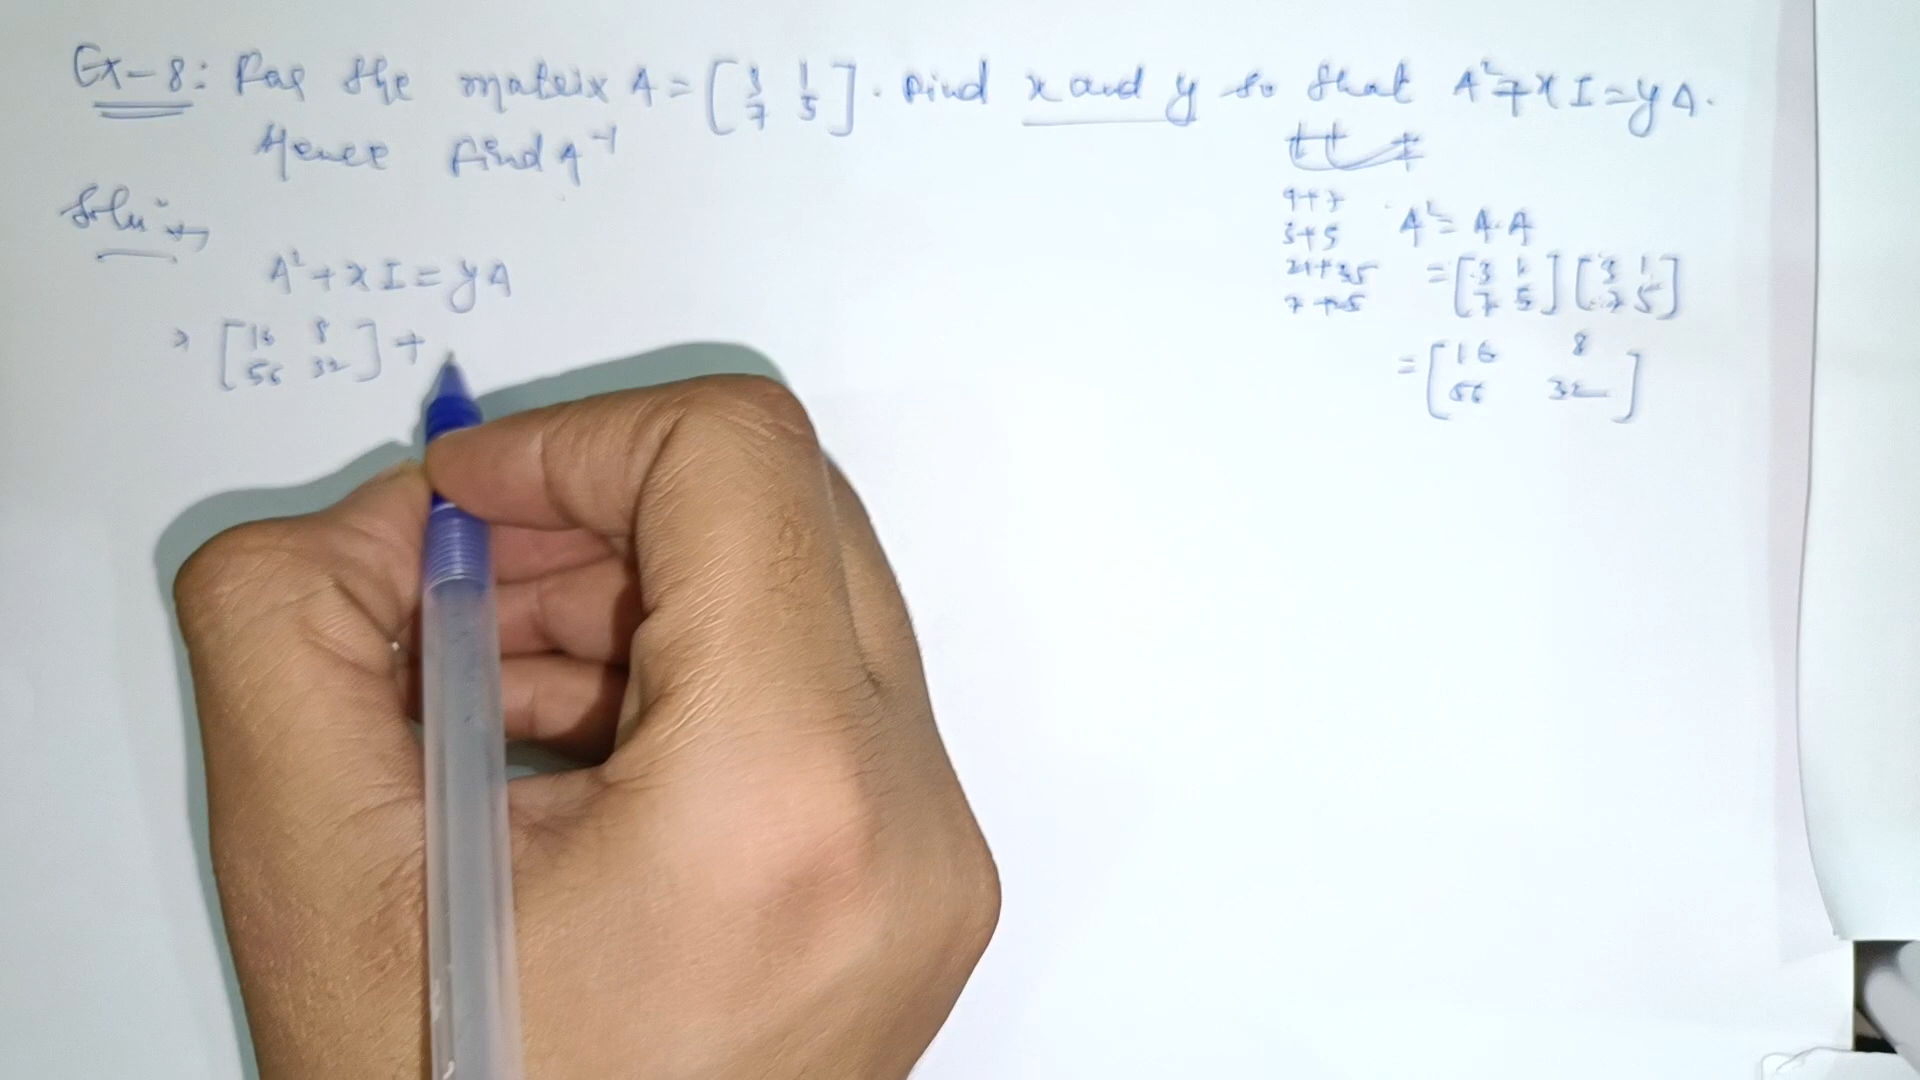 Ex-8: For the matrix A = [3 1 7 5]. Find x and y so that A²+xI=yA.
Hence find A⁻¹
Soln:→
A²+xI=yA
⇒ [16 8 56 32] +
9+7
3+5
21+35
7+25
A²= A.A
= [3 1 7 5] [3 1 7 5]
= [16 8 56 32]